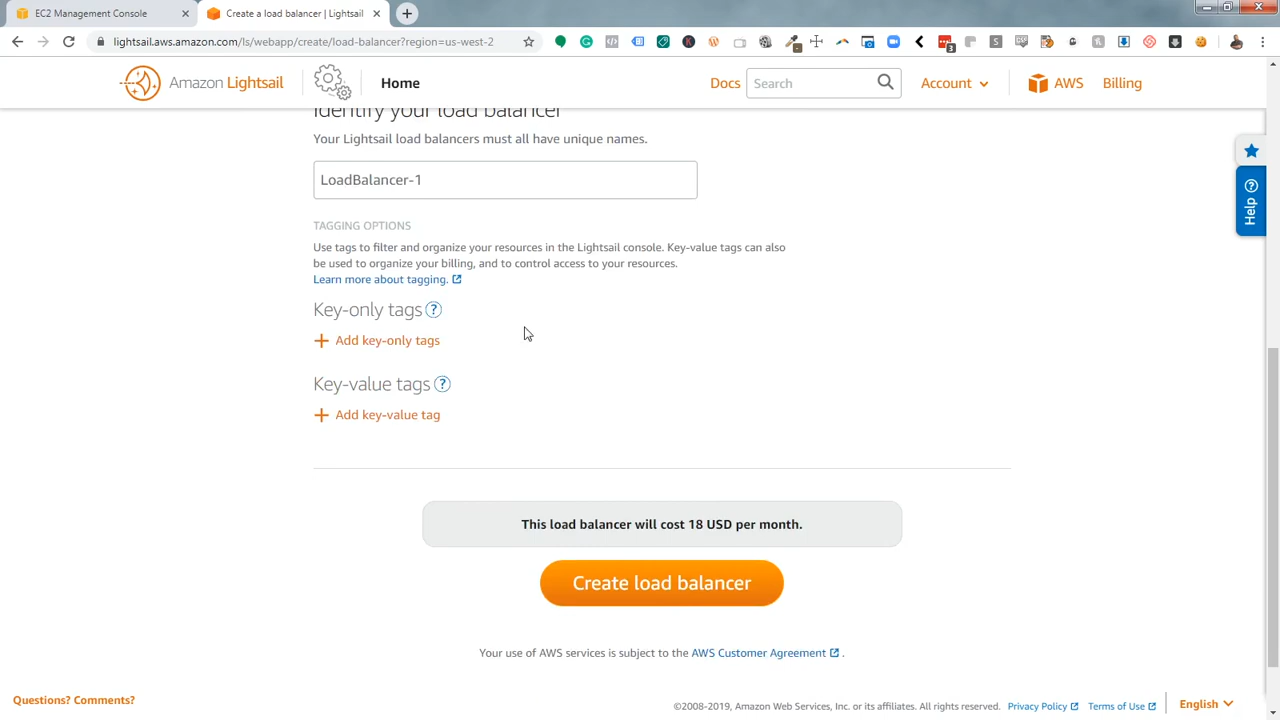 EC2 Management Console
Create a load balancer | Lightsail
lightsail.aws.amazon.com/ls/webapp/create/load-balancer?region=us-west-2
Amazon Lightsail
Home
Docs
Search
Account
AWS
Billing
Identify your load balancer
Your Lightsail load balancers must all have unique names.
LoadBalancer-1
Help
TAGGING OPTIONS
Use tags to filter and organize your resources in the Lightsail console. Key-value tags can also
be used to organize your billing, and to control access to your resources.
Learn more about tagging.
Key-only tags ?
+ Add key-only tags
Key-value tags ?
+ Add key-value tag
This load balancer will cost 18 USD per month.
Create load balancer
Your use of AWS services is subject to the AWS Customer Agreement .
Questions? Comments?
©2008-2019, Amazon Web Services, Inc. or its affiliates. All rights reserved. Privacy Policy Terms of Use
English